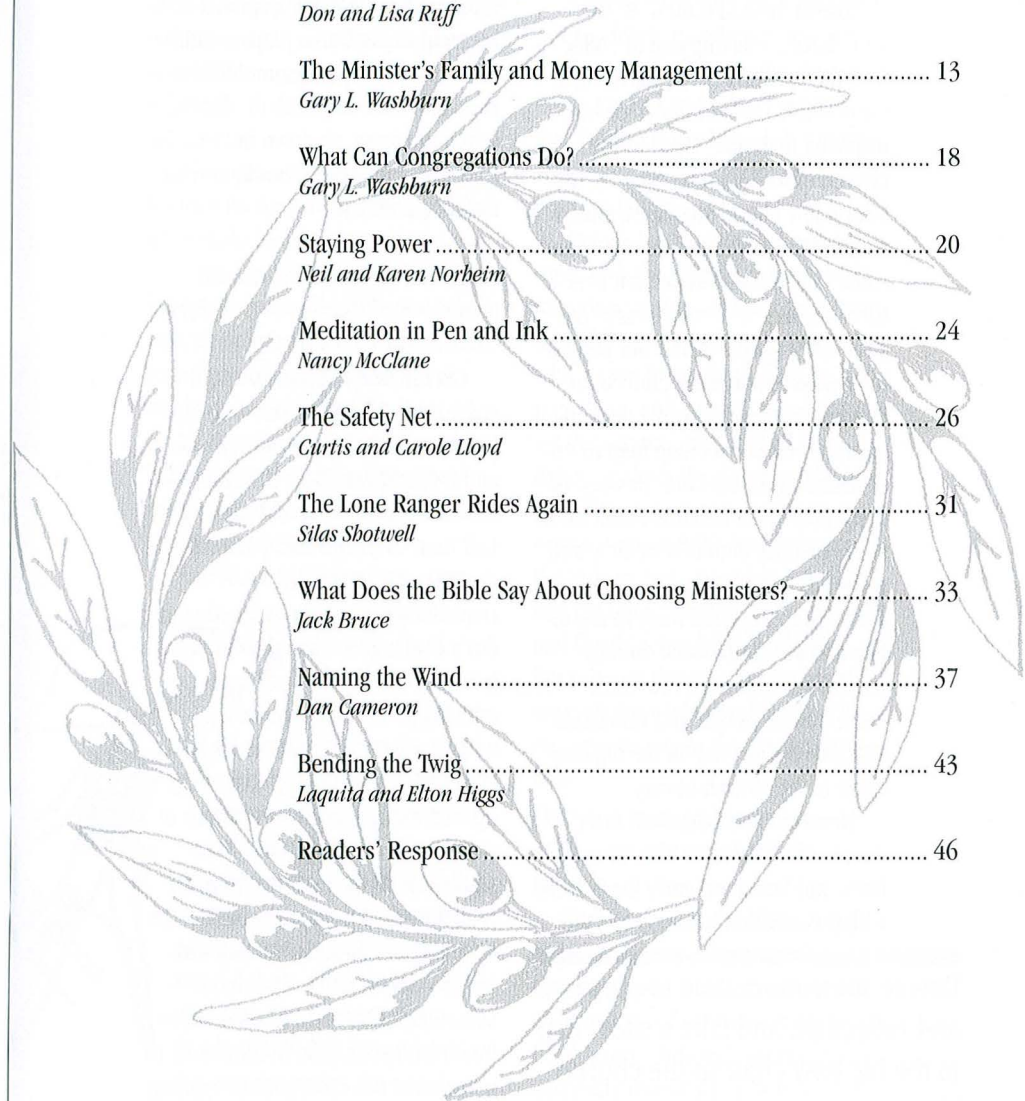 Don and Lisa Ruff
The Minister's Family and Money Management.............................. 13
Gary L. Washburn
What Can Congregations Do?......................................................... 18
Gary L. Washburn
Staying Power................................................................................. 20
Neil and Karen Norheim
Meditation in Pen and Ink.............................................................. 24
Nancy McClane
The Safety Net................................................................................. 26
Curtis and Carole Lloyd
The Lone Ranger Rides Again......................................................... 31
Silas Shotwell
What Does the Bible Say About Choosing Ministers?...................... 33
Jack Bruce
Naming the Wind............................................................................ 37
Dan Cameron
Bending the Twig............................................................................ 43
Laquita and Elton Higgs
Readers' Response......................................................................... 46